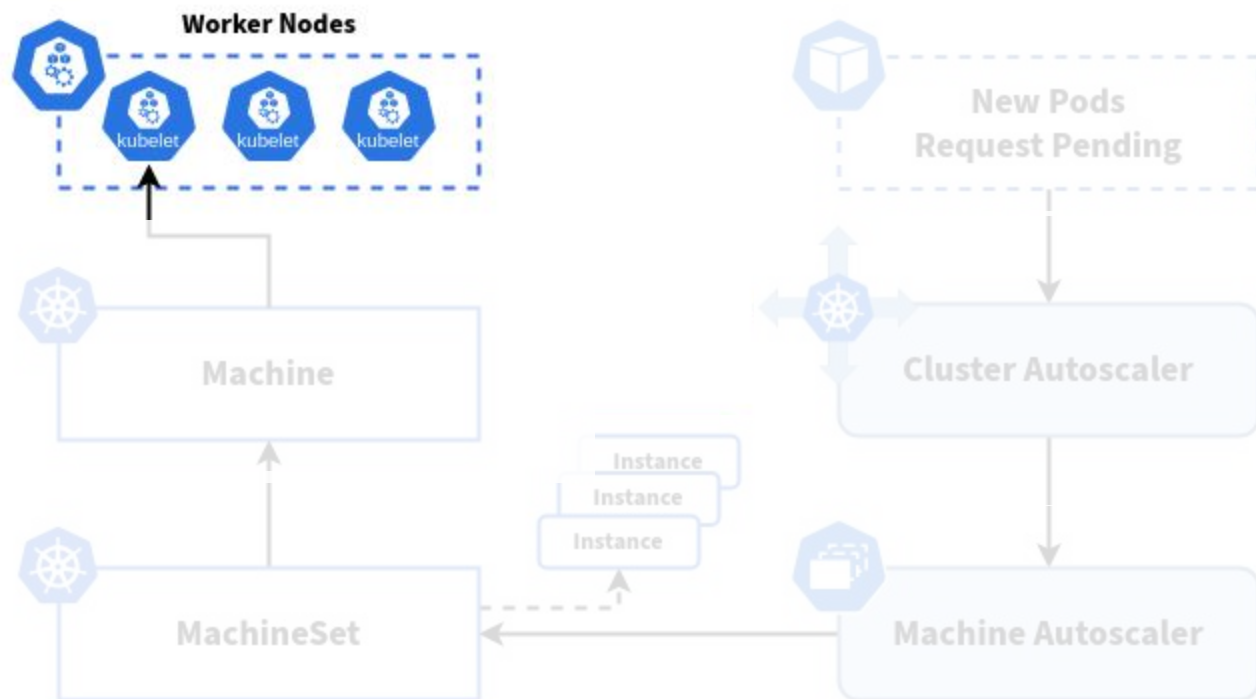 Worker Nodes
kubelet
kubelet
kubelet
New Pods
Request Pending
Machine
Cluster Autoscaler
Instance
Instance
Instance
MachineSet
Machine Autoscaler